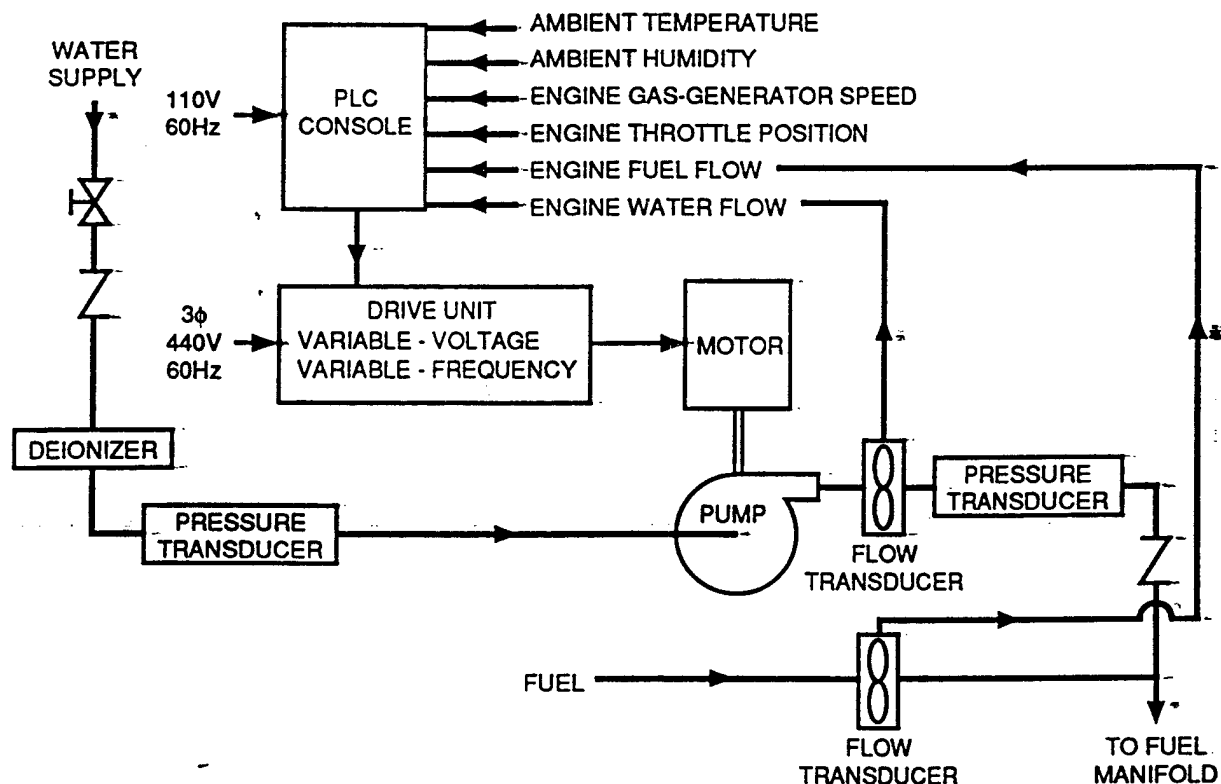 WATER
SUPPLY
110V
60Hz
PLC
CONSOLE
AMBIENT TEMPERATURE
AMBIENT HUMIDITY
ENGINE GAS-GENERATOR SPEED
ENGINE THROTTLE POSITION
ENGINE FUEL FLOW
ENGINE WATER FLOW
3ϕ
440V
60Hz
DRIVE UNIT
VARIABLE - VOLTAGE
VARIABLE - FREQUENCY
MOTOR
DEIONIZER
PRESSURE
TRANSDUCER
PUMP
FLOW
TRANSDUCER
PRESSURE
TRANSDUCER
FUEL
FLOW
TRANSDUCER
TO FUEL
MANIFOLD